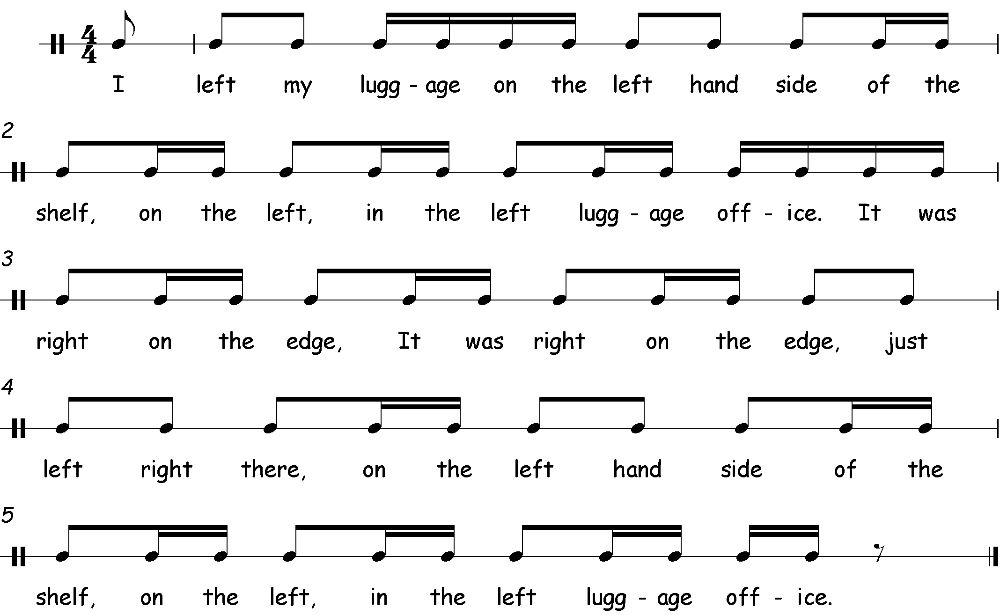 4
4
I left my lugg - age on the left hand side of the
2
shelf, on the left, in the left lugg - age off - ice. It was
3
right on the edge, It was right on the edge, just
4
left right there, on the left hand side of the
5
shelf, on the left, in the left lugg - age off - ice.